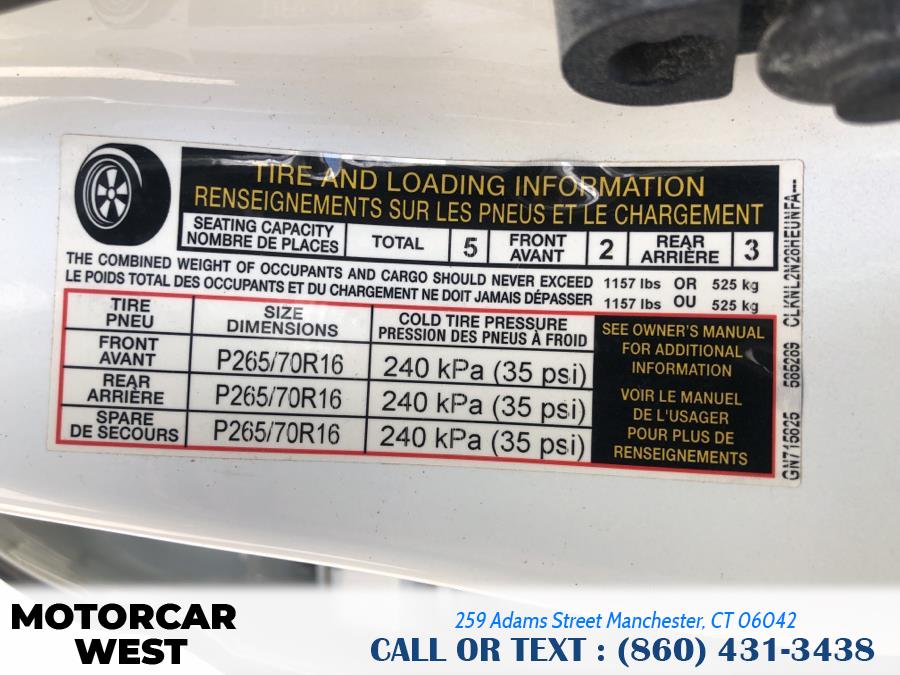 TIRE AND LOADING INFORMATION
RENSEIGNEMENTS SUR LES PNEUS ET LE CHARGEMENT
SEATING CAPACITY
NOMBRE DE PLACES
TOTAL 5
FRONT
AVANT 2
REAR
ARRIÈRE 3
THE COMBINED WEIGHT OF OCCUPANTS AND CARGO SHOULD NEVER EXCEED 1157 lbs OR 525 kg
LE POIDS TOTAL DES OCCUPANTS ET DU CHARGEMENT NE DOIT JAMAIS DÉPASSER 1157 lbs OU 525 kg
TIRE
PNEU
SIZE
DIMENSIONS
COLD TIRE PRESSURE
PRESSION DES PNEUS À FROID
FRONT
AVANT
P265/70R16 240 kPa (35 psi)
REAR
ARRIÈRE
P265/70R16 240 kPa (35 psi)
SPARE
DE SECOURS
P265/70R16 240 kPa (35 psi)
SEE OWNER'S MANUAL
FOR ADDITIONAL
INFORMATION
VOIR LE MANUEL
DE L'USAGER
POUR PLUS DE
RENSEIGNEMENTS
MOTORCAR
WEST
259 Adams Street Manchester, CT 06042
CALL OR TEXT : (860) 431-3438